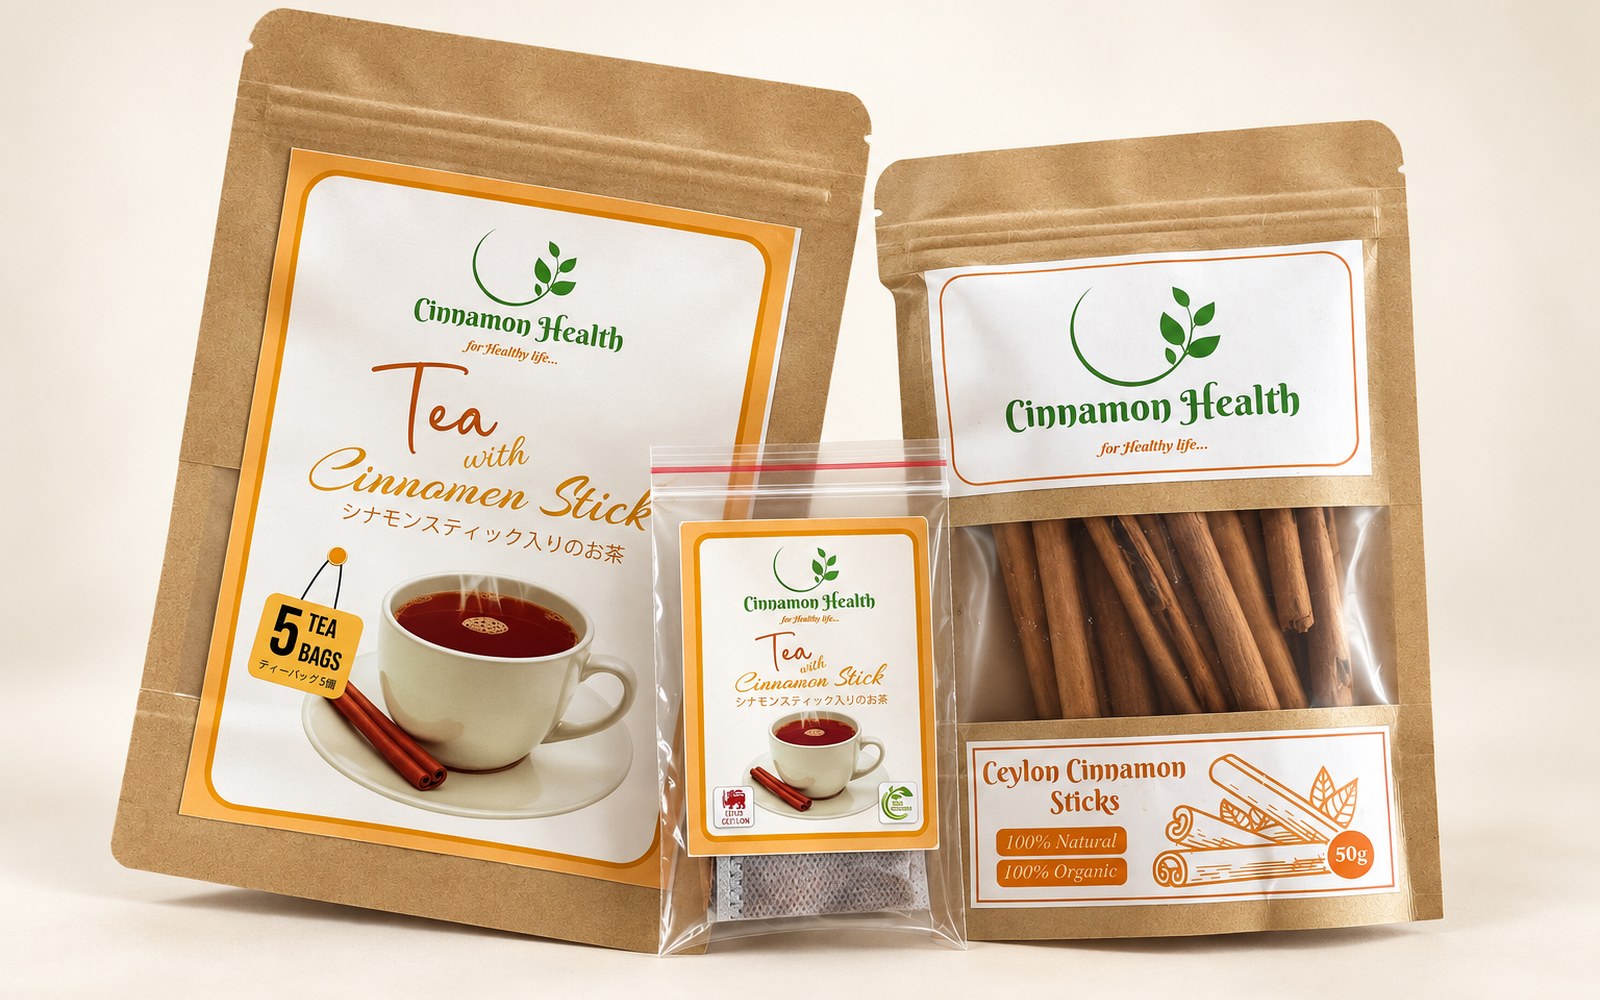 Cinnamon Health
for Healthy life...
Tea
with
Cinnamen Stick
シナモンスティック入りのお茶
5 TEA
BAGS
ティーバッグ5個
Cinnamon Health
for Healthy life...
Tea
with
Cinnamon Stick
シナモンスティック入りのお茶
Cinnamon Health
for Healthy life...
Ceylon Cinnamon
Sticks
100% Natural
100% Organic
50g